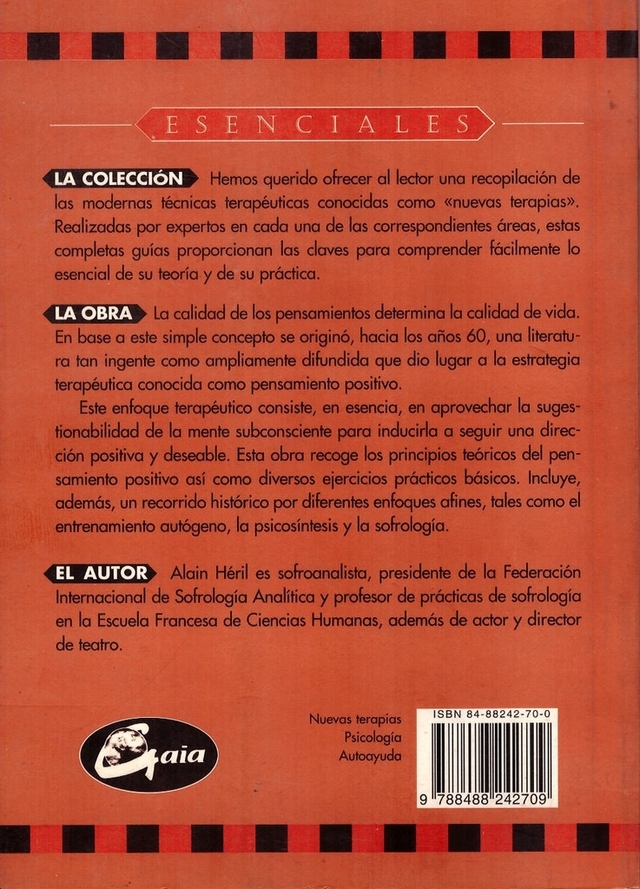 ESENCIALES
LA COLECCIÓN Hemos querido ofrecer al lector una recopilación de
las modernas técnicas terapéuticas conocidas como «nuevas terapias».
Realizadas por expertos en cada una de las correspondientes áreas, estas
completas guías proporcionan las claves para comprender fácilmente lo
esencial de su teoría y de su práctica.
LA OBRA La calidad de los pensamientos determina la calidad de vida.
En base a este simple concepto se originó, hacia los años 60, una literatu-
ra tan ingente como ampliamente difundida que dio lugar a la estrategia
terapéutica conocida como pensamiento positivo.
Este enfoque terapéutico consiste, en esencia, en aprovechar la suges-
tionabilidad de la mente subconsciente para inducirla a seguir una direc-
ción positiva y deseable. Esta obra recoge los principios teóricos del pen-
samiento positivo así como diversos ejercicios prácticos básicos. Incluye,
además, un recorrido histórico por diferentes enfoques afines, tales como el
entrenamiento autógeno, la psicosíntesis y la sofrología.
EL AUTOR Alain Héril es sofroanalista, presidente de la Federación
Internacional de Sofrología Analítica y profesor de prácticas de sofrología
en la Escuela Francesa de Ciencias Humanas, además de actor y director
de teatro.
Gaia
Nuevas terapias
Psicología
Autoayuda
ISBN 84-88242-70-0
9 788488 242709